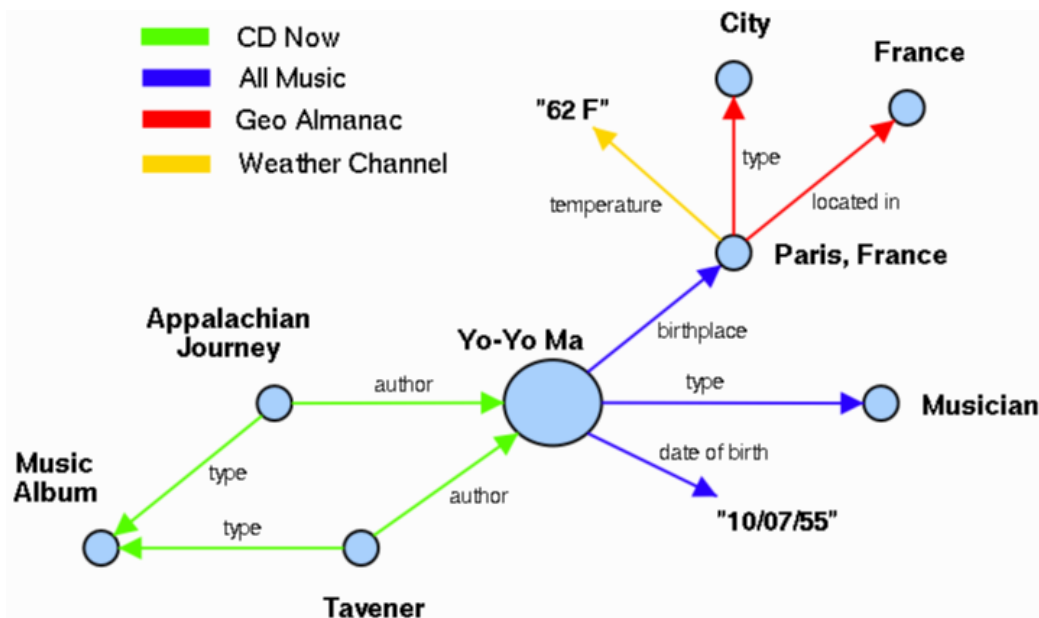 CD Now
All Music
Geo Almanac
Weather Channel
City
France
"62 F"
type
temperature
located in
Paris, France
birthplace
Appalachian
Journey
Yo-Yo Ma
author
type
Musician
date of birth
"10/07/55"
Music
Album
type
author
type
Tavener